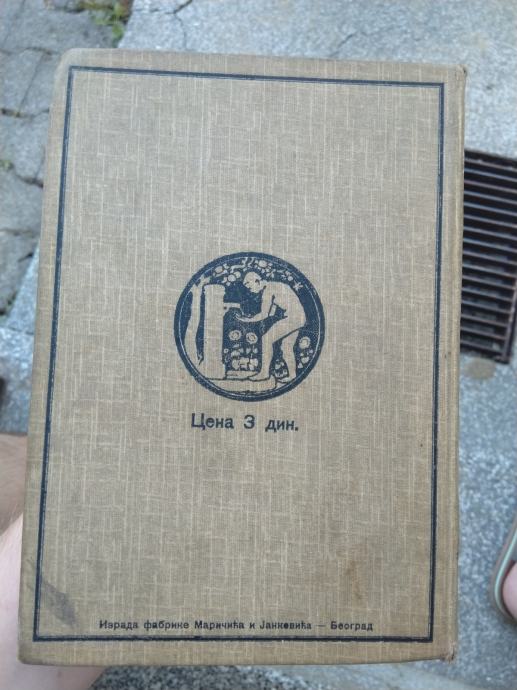 Цена 3 дин.
Израда фабрике Маричића и Јанковића — Београд